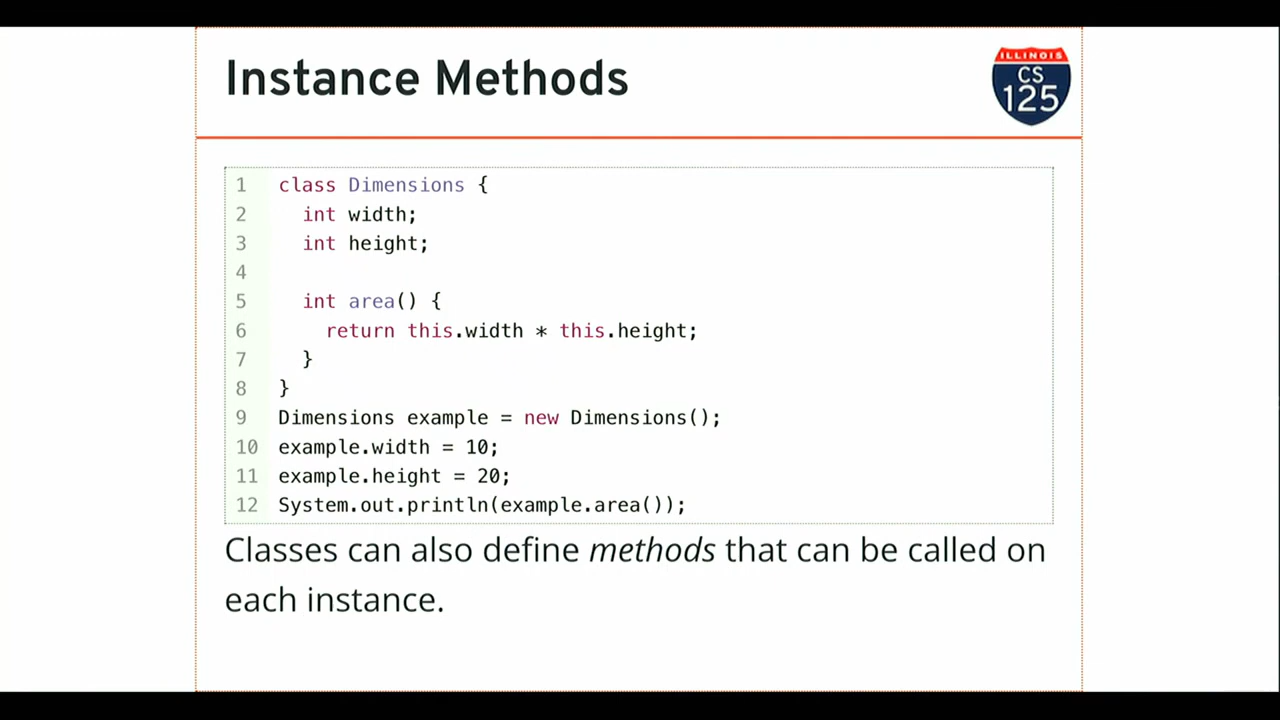 Instance Methods
ILLINOIS
CS
125
1 class Dimensions {
2   int width;
3   int height;
4
5   int area() {
6     return this.width * this.height;
7   }
8 }
9 Dimensions example = new Dimensions();
10 example.width = 10;
11 example.height = 20;
12 System.out.println(example.area());
Classes can also define methods that can be called on
each instance.